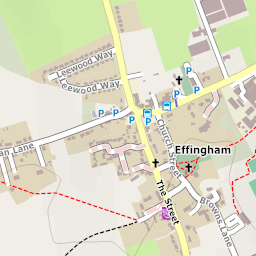 Leewood Way
Leewood Way
P
P
P
P
P
P
Church Street
an Lane
Effingham
The Street
Browns Lane